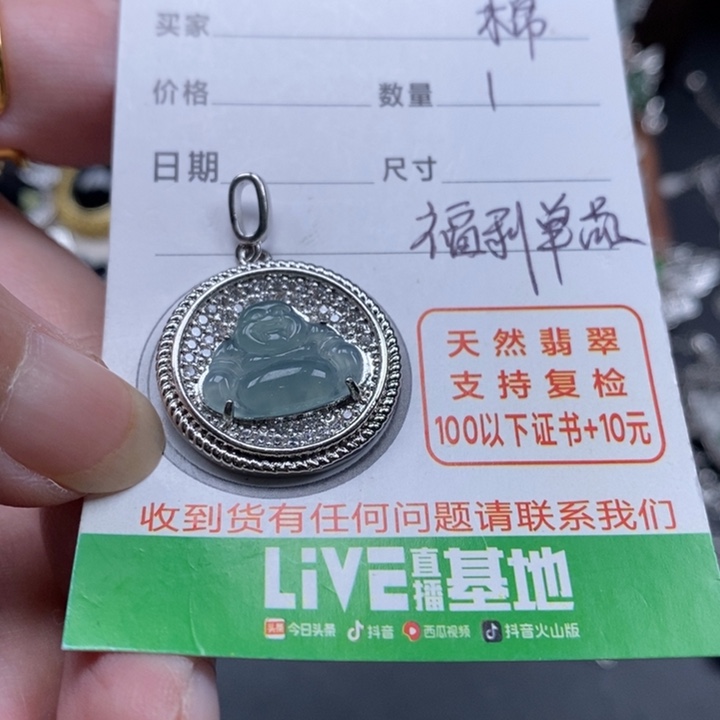 买家 木棉
价格 数量 1
日期 尺寸
福利单品
天然翡翠
支持复检
100以下证书+10元
收到货有任何问题请联系我们
LIVE直播基地
头条 今日头条 抖音 西瓜视频 抖音火山版